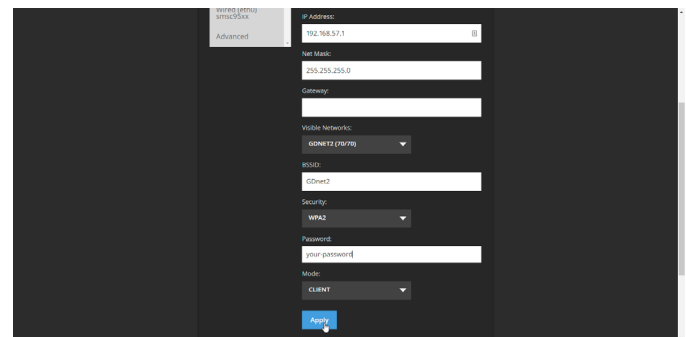 Wired (eth0)
smsc95xx
Advanced
IP Address:
192.168.57.1
Net Mask:
255.255.255.0
Gateway:
Visible Networks:
GDNET2 (70/70)
BSSID:
GDnet2
Security:
WPA2
Password:
your-password
Mode:
CLIENT
Apply